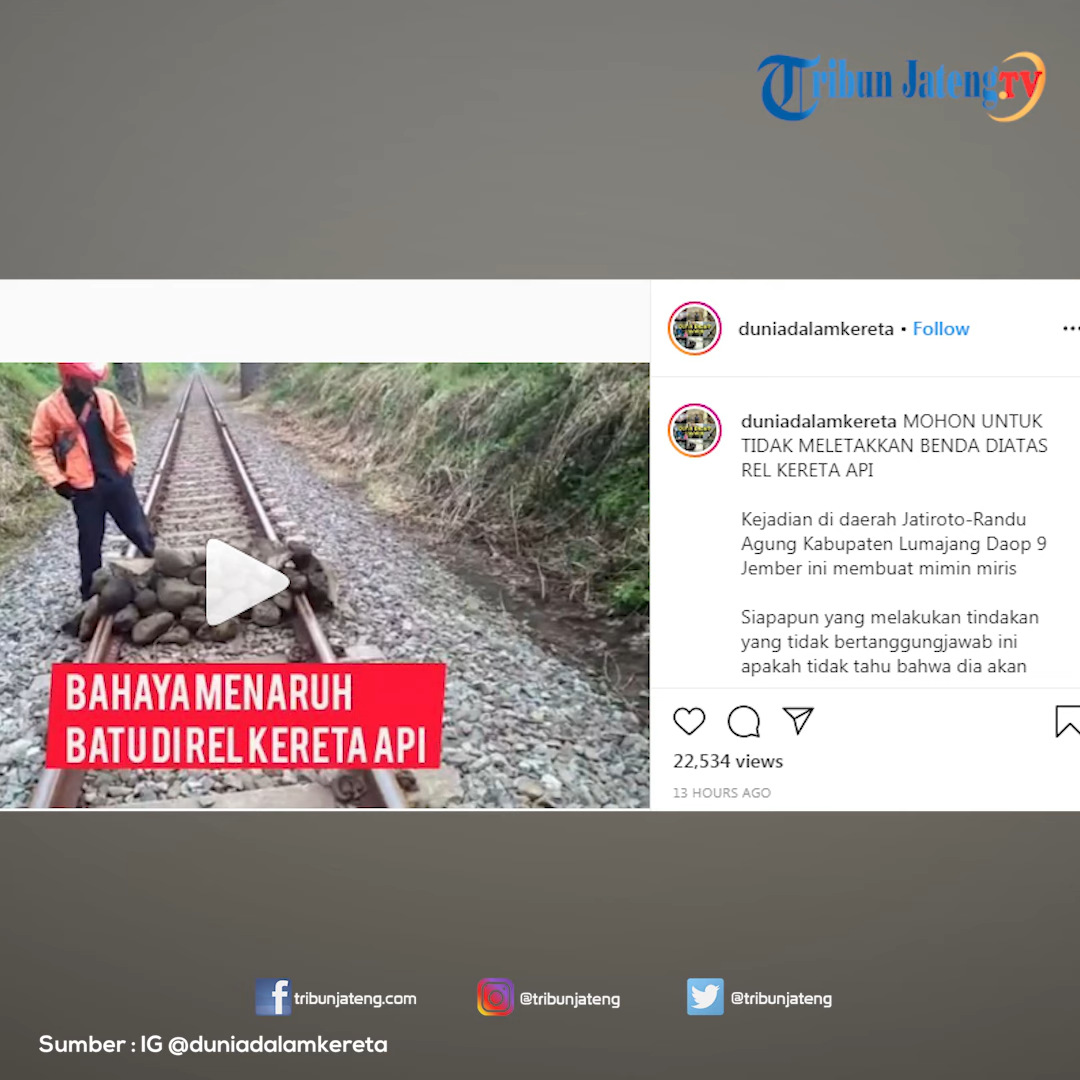 Tribun Jateng.TV
duniadalamkereta • Follow
duniadalamkereta MOHON UNTUK
TIDAK MELETAKKAN BENDA DIATAS
REL KERETA API
Kejadian di daerah Jatiroto-Randu
Agung Kabupaten Lumajang Daop 9
Jember ini membuat mimin miris
Siapapun yang melakukan tindakan
yang tidak bertanggungjawab ini
apakah tidak tahu bahwa dia akan
BAHAYA MENARUH
BATU DI REL KERETA API
22,534 views
13 HOURS AGO
tribunjateng.com
@tribunjateng
@tribunjateng
Sumber : IG @duniadalamkereta